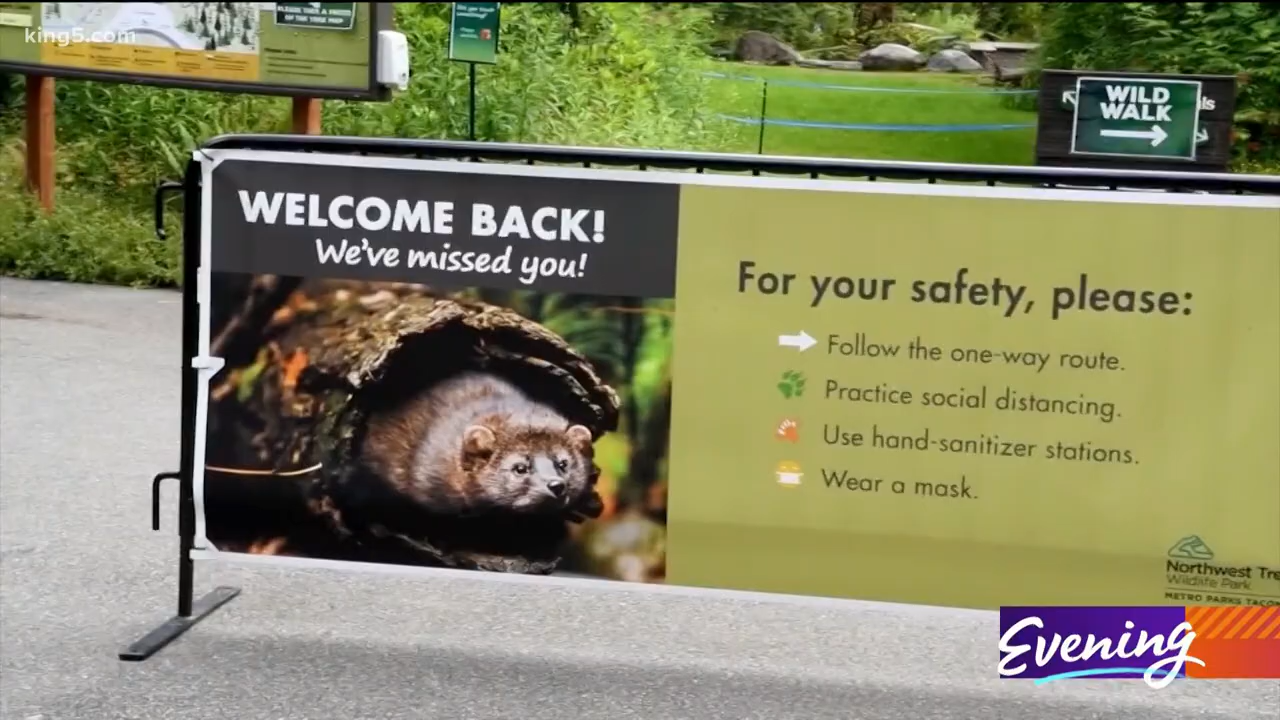 king5.com
WILD
WALK
WELCOME BACK!
We've missed you!
For your safety, please:
Follow the one-way route.
Practice social distancing.
Use hand-sanitizer stations.
Wear a mask.
Northwest Tre
Wildlife Park
METRO PARKS TACO
Evening